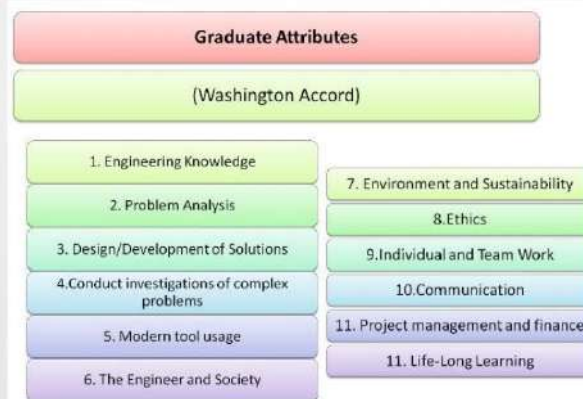 Graduate Attributes
(Washington Accord)
1. Engineering Knowledge
2. Problem Analysis
3. Design/Development of Solutions
4.Conduct investigations of complex
problems
5. Modern tool usage
6. The Engineer and Society
7. Environment and Sustainability
8.Ethics
9.Individual and Team Work
10.Communication
11. Project management and finance
11. Life-Long Learning